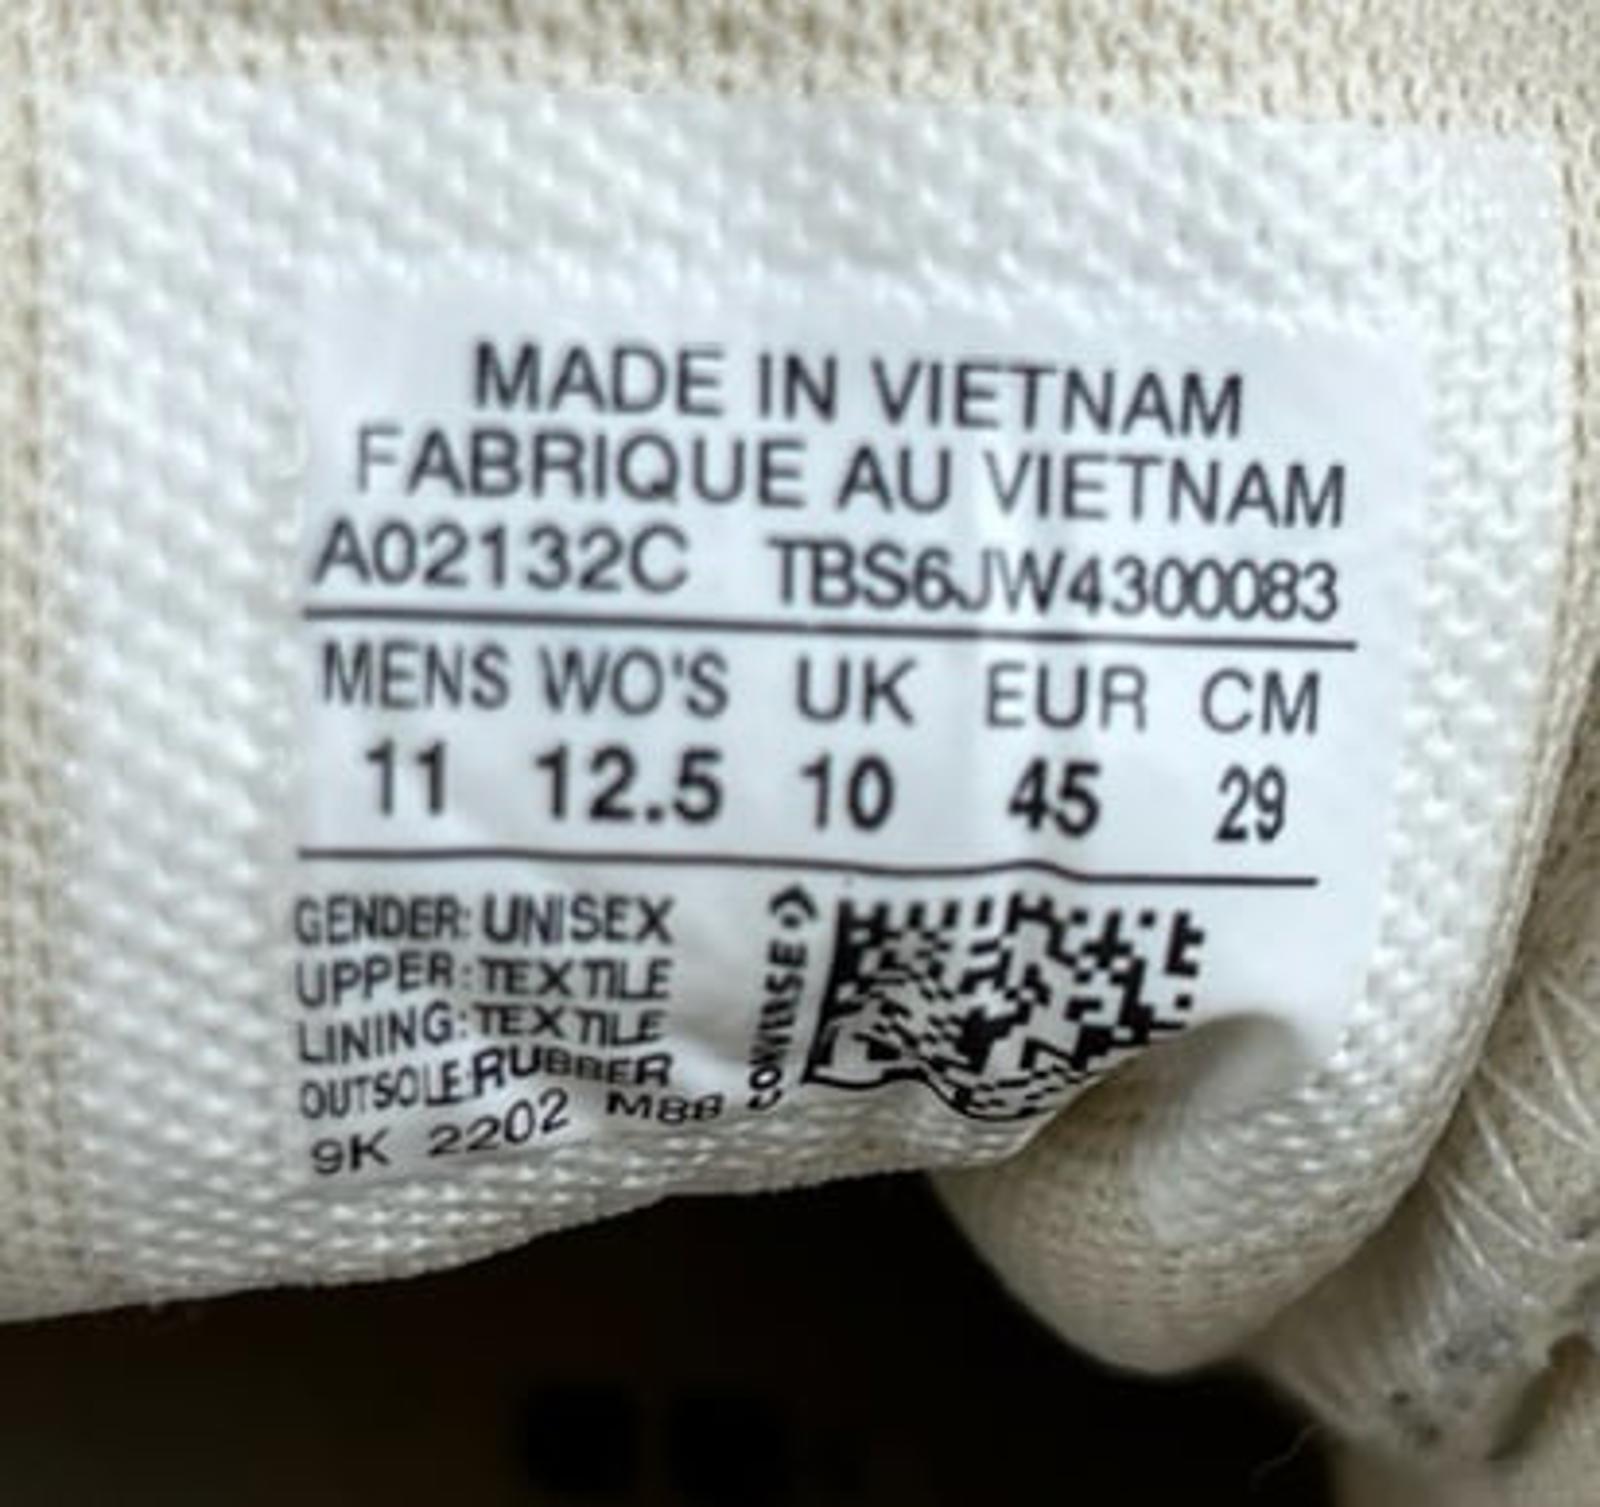 MADE IN VIETNAM
FABRIQUE AU VIETNAM
A02132C TBS6JW4300083
MENS WO'S UK EUR CM
11 12.5 10 45 29
GENDER: UNISEX
UPPER: TEXTILE
LINING: TEXTILE
OUTSOLE: RUBBER
9K 2202 M88
CONVERSE